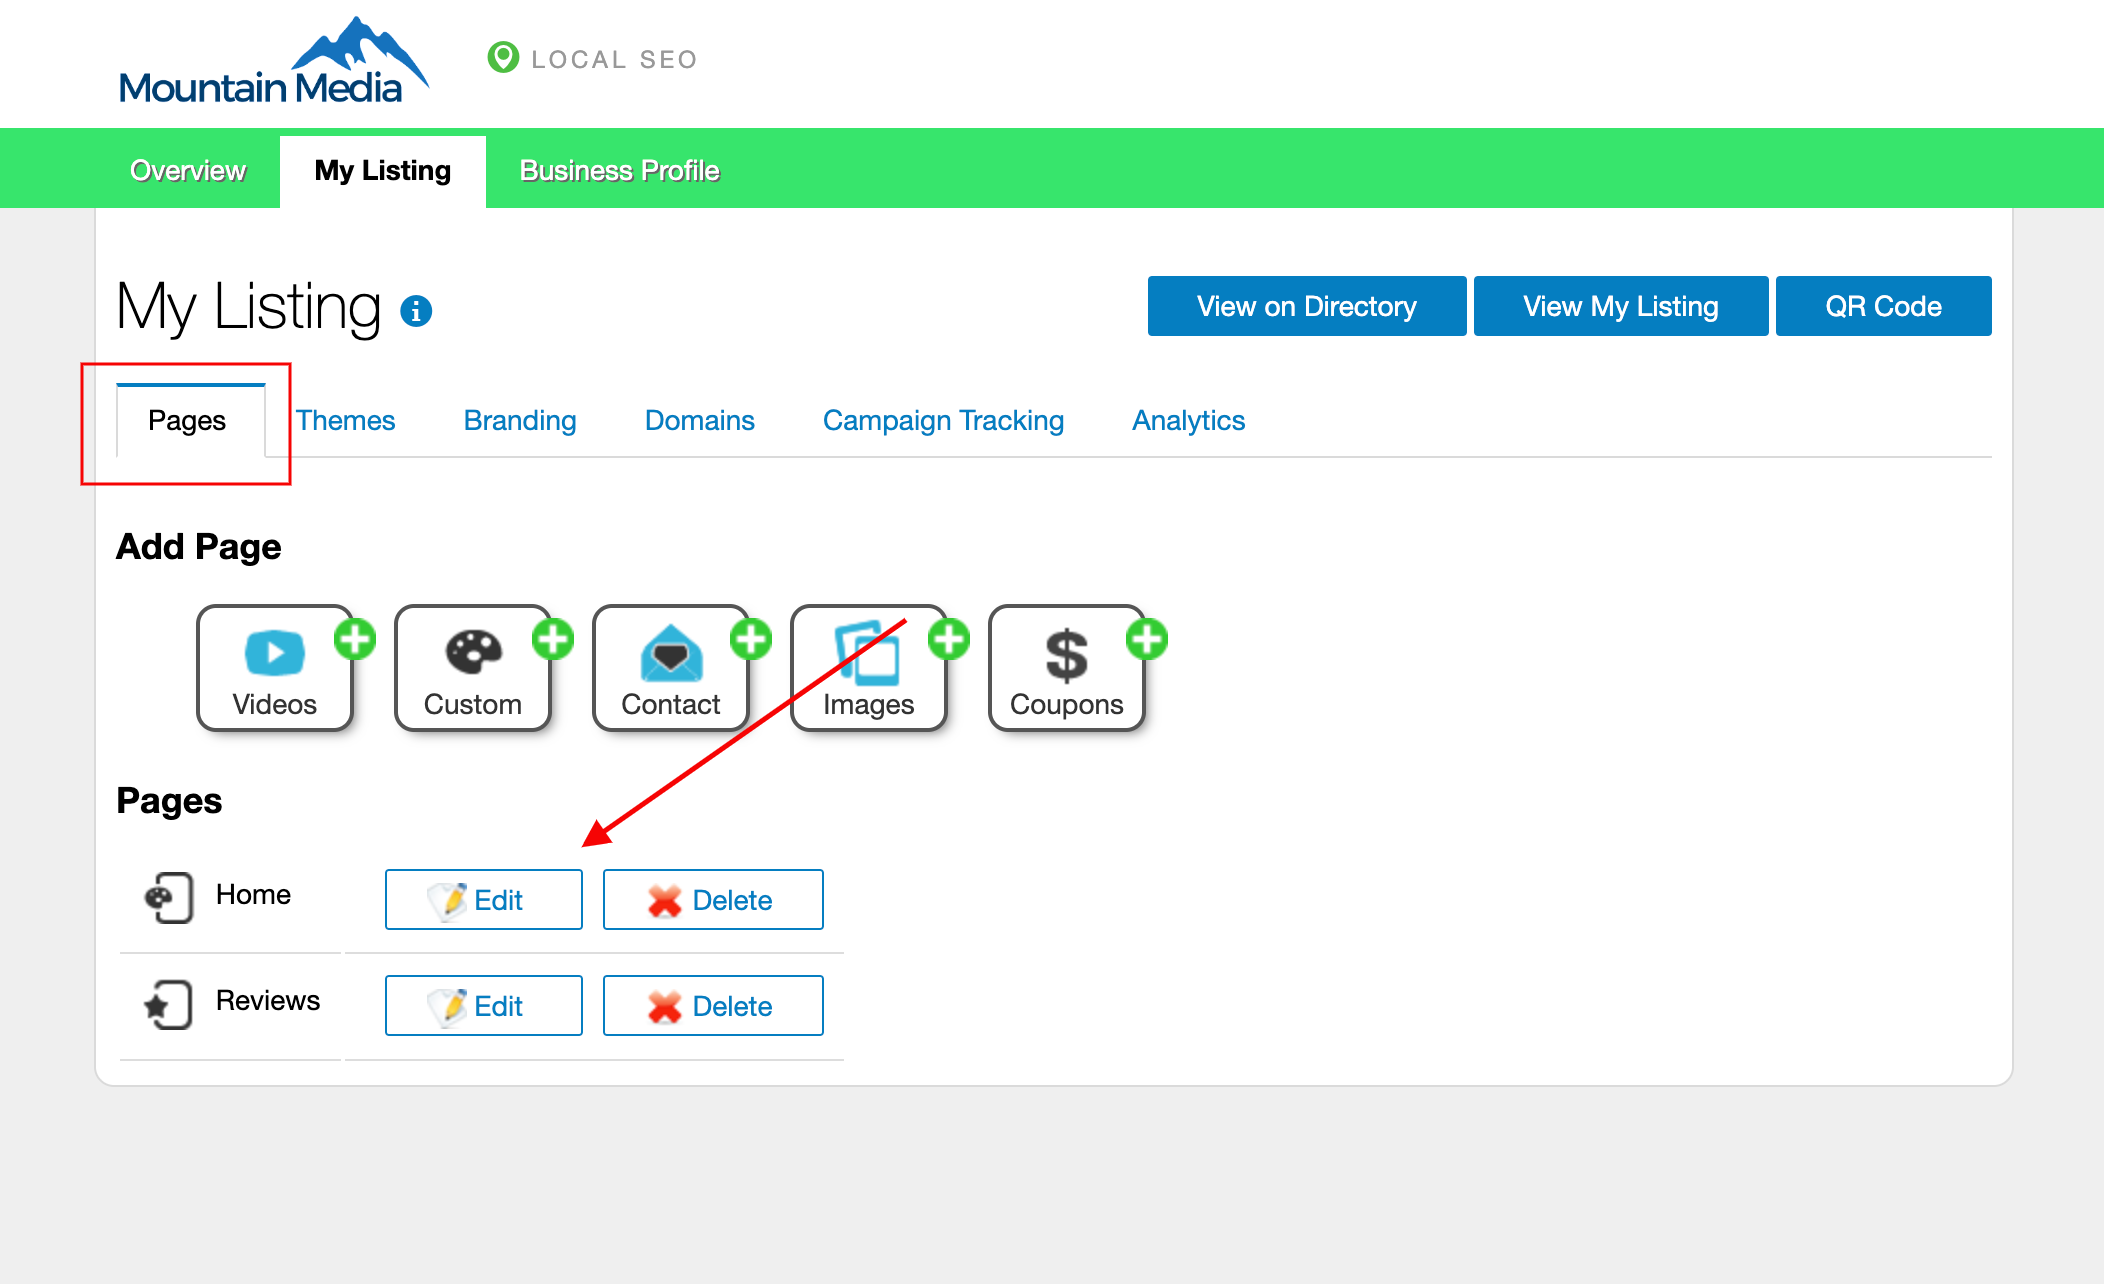 Mountain Media
LOCAL SEO
Overview
My Listing
Business Profile
My Listing
View on Directory
View My Listing
QR Code
Pages
Themes
Branding
Domains
Campaign Tracking
Analytics
Add Page
Videos
Custom
Contact
Images
Coupons
Pages
Home
Edit
Delete
Reviews
Edit
Delete